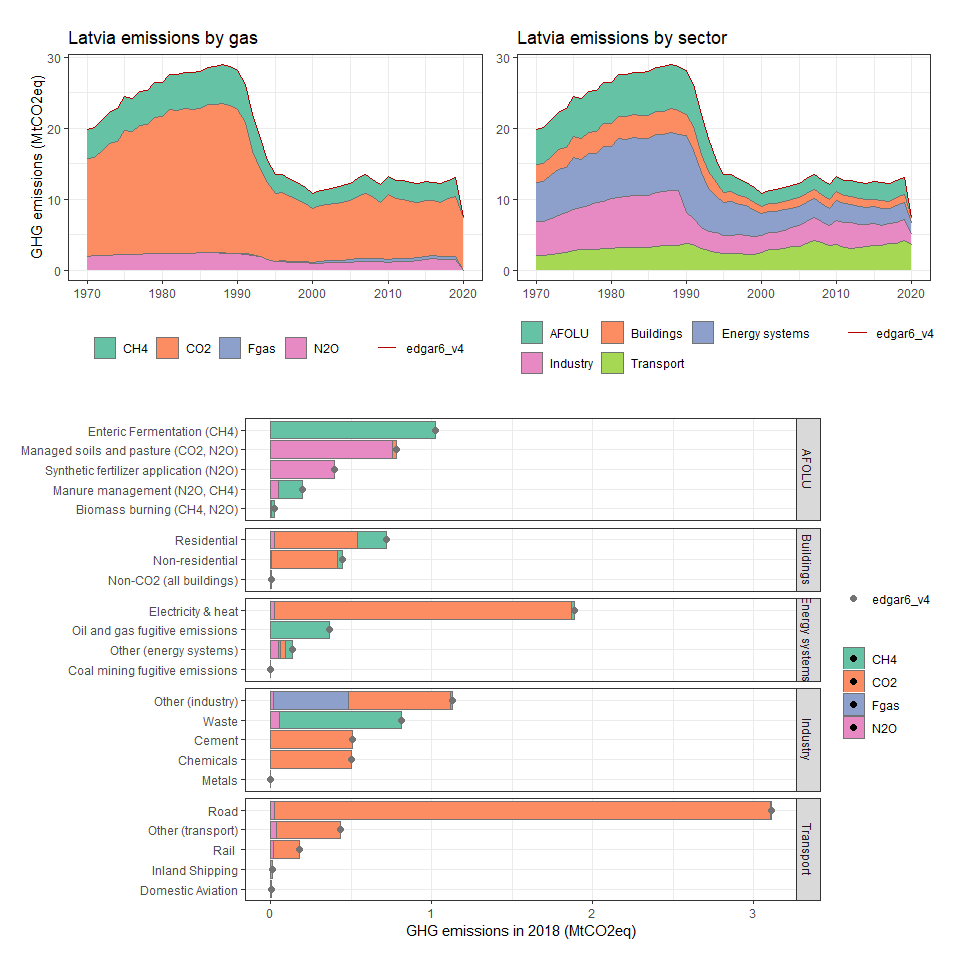 Latvia emissions by gas
Latvia emissions by sector
GHG emissions (MtCO2eq)
30
20
10
0
1970 1980 1990 2000 2010 2020
30
20
10
0
1970 1980 1990 2000 2010 2020
CH4 CO2 Fgas N2O edgar6_v4
AFOLU Buildings Energy systems edgar6_v4
Industry Transport
Enteric Fermentation (CH4)
Managed soils and pasture (CO2, N2O)
Synthetic fertilizer application (N2O)
Manure management (N2O, CH4)
Biomass burning (CH4, N2O)
AFOLU
Residential
Non-residential
Non-CO2 (all buildings)
Buildings
Electricity & heat
Oil and gas fugitive emissions
Other (energy systems)
Coal mining fugitive emissions
Energy systems
Other (industry)
Waste
Cement
Chemicals
Metals
Industry
Road
Other (transport)
Rail
Inland Shipping
Domestic Aviation
Transport
0 1 2 3
GHG emissions in 2018 (MtCO2eq)
edgar6_v4
CH4
CO2
Fgas
N2O